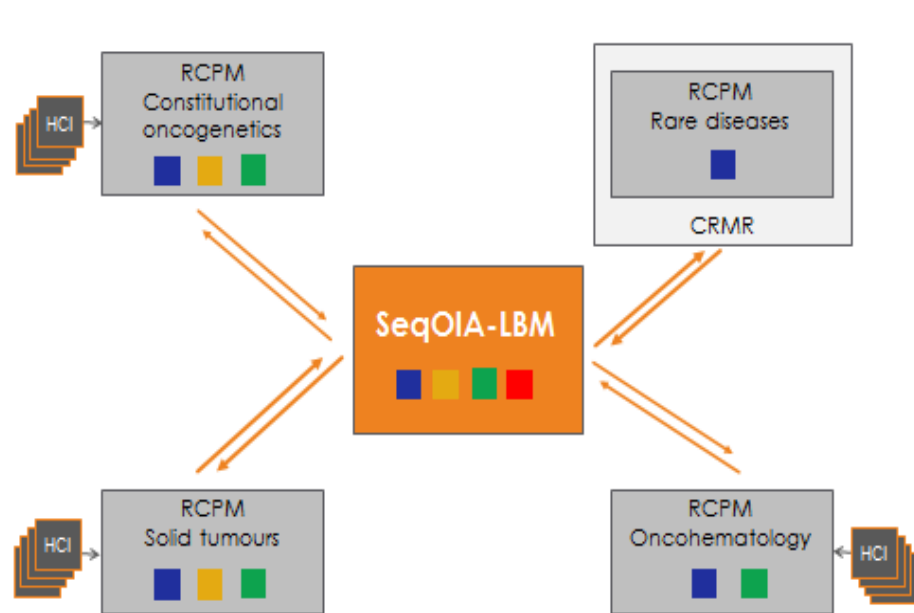 RCPM
Constitutional
oncogenetics
HCI
RCPM
Rare diseases
CRMR
SeqOIA-LBM
RCPM
Solid tumours
HCI
RCPM
Oncohematology
HCI